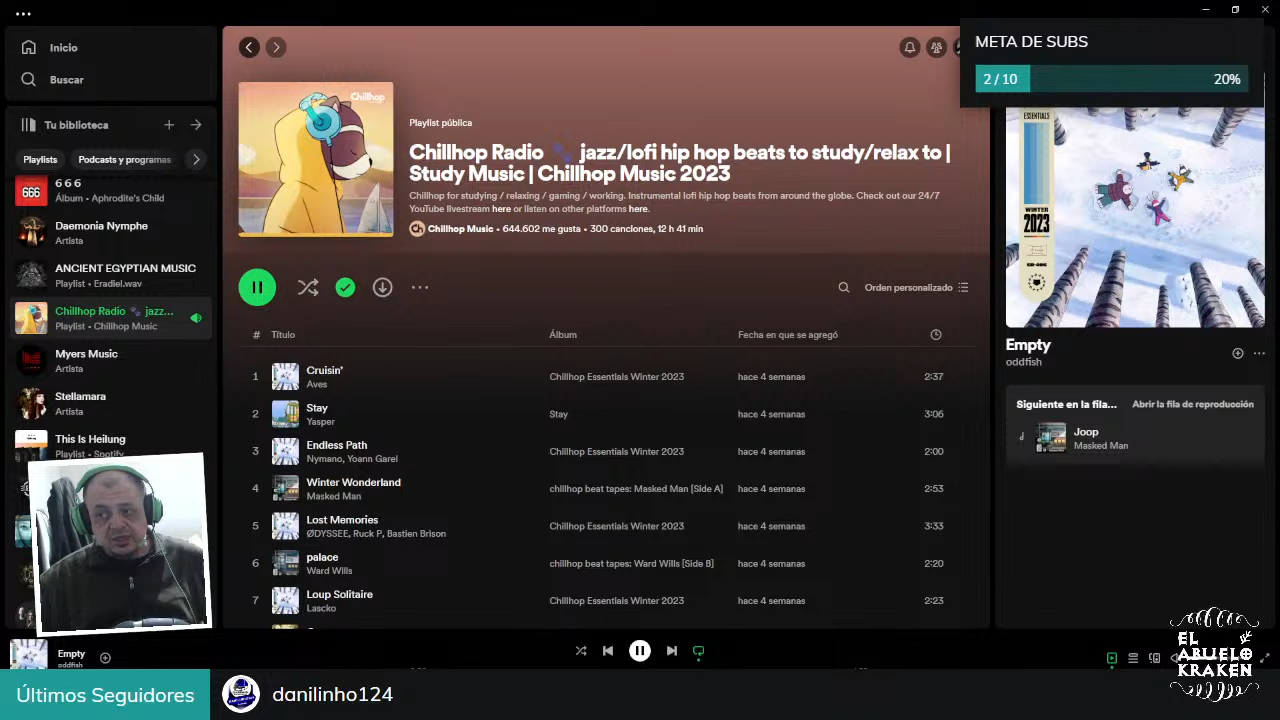 Inicio
Buscar
Tu biblioteca
Playlists
Podcasts y programas
666
6 6 6
Álbum • Aphrodite's Child
Daemonia Nymphe
Artista
ANCIENT EGYPTIAN MUSIC
Playlist • Eradiel.wav
Chillhop Radio 🐾 jazz...
Playlist • Chillhop Music
Myers Music
Artista
Stellamara
Artista
This Is Heilung
Playlist • Spotify
Chillhop
Playlist pública
Chillhop Radio 🐾 jazz/lofi hip hop beats to study/relax to |
Study Music | Chillhop Music 2023
Chillhop for studying / relaxing / gaming / working. Instrumental lofi hip hop beats from around the globe. Check out our 24/7
YouTube livestream here or listen on other platforms here.
Chillhop Music • 644.602 me gusta • 300 canciones, 12 h 41 min
Orden personalizado
# Título Álbum Fecha en que se agregó
1 Cruisin' Chillhop Essentials Winter 2023 hace 4 semanas 2:37
Aves
2 Stay Stay hace 4 semanas 3:06
Yasper
3 Endless Path Chillhop Essentials Winter 2023 hace 4 semanas 2:00
Nymano, Yoann Garel
4 Winter Wonderland chillhop beat tapes: Masked Man [Side A] hace 4 semanas 2:53
Masked Man
5 Lost Memories Chillhop Essentials Winter 2023 hace 4 semanas 3:33
ØDYSSEE, Ruck P, Bastien Brison
6 palace chillhop beat tapes: Ward Wills [Side B] hace 4 semanas 2:20
Ward Wills
7 Loup Solitaire Chillhop Essentials Winter 2023 hace 4 semanas 2:23
Lascko
META DE SUBS
2 / 10 20%
ESSENTIALS
WINTER
2023
Empty
oddfish
Siguiente en la fila... Abrir la fila de reproducción
Joop
Masked Man
Empty
oddfish
EL
ABUELO
KRAKEN
Últimos Seguidores
danilinho124